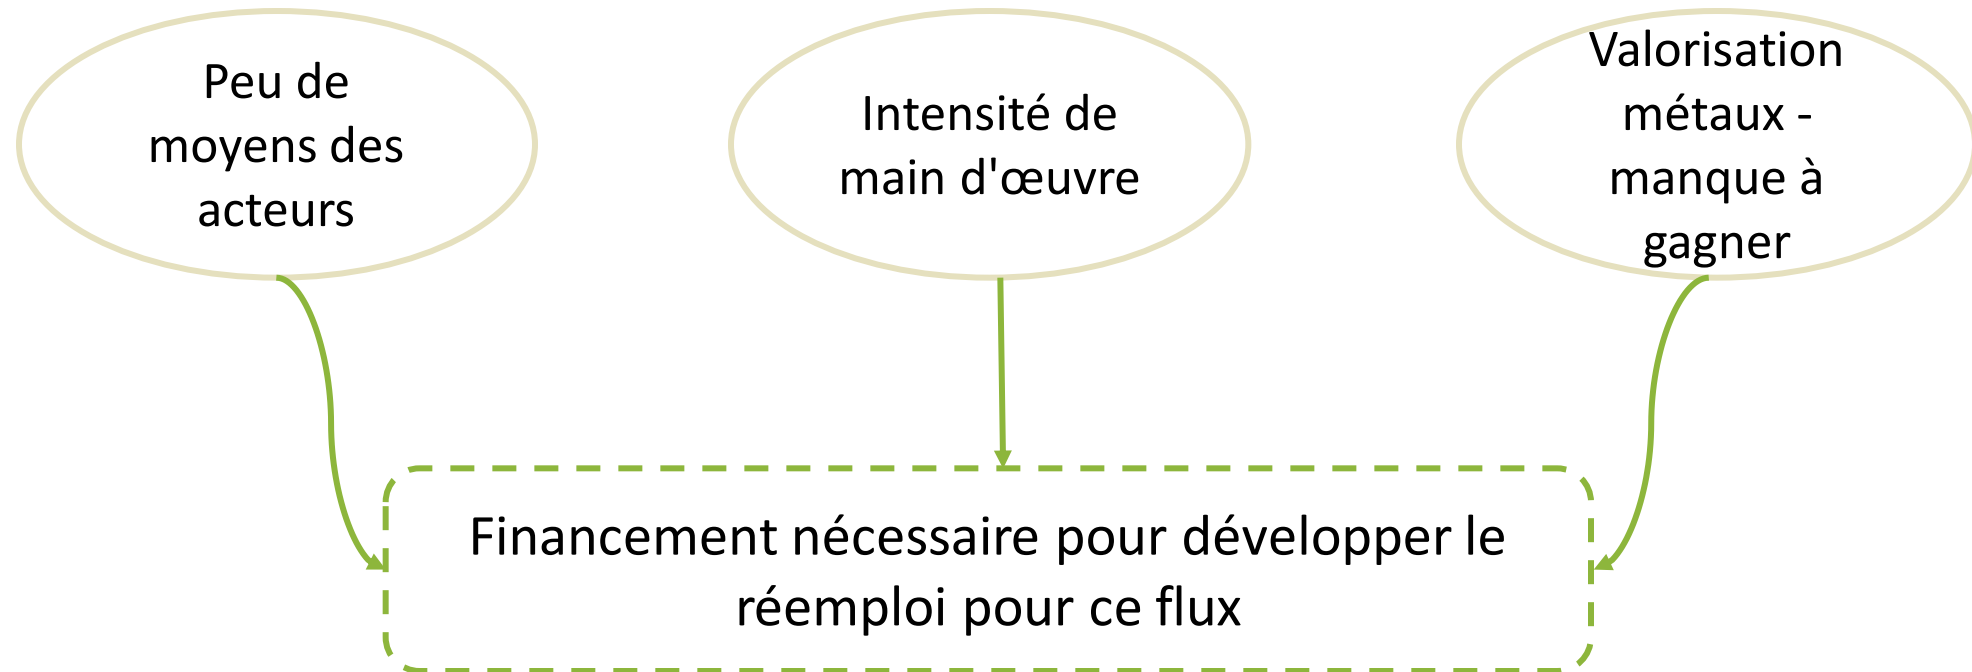 Peu de
moyens des
acteurs
Intensité de
main d'œuvre
Valorisation
métaux -
manque à
gagner
Financement nécessaire pour développer le
réemploi pour ce flux